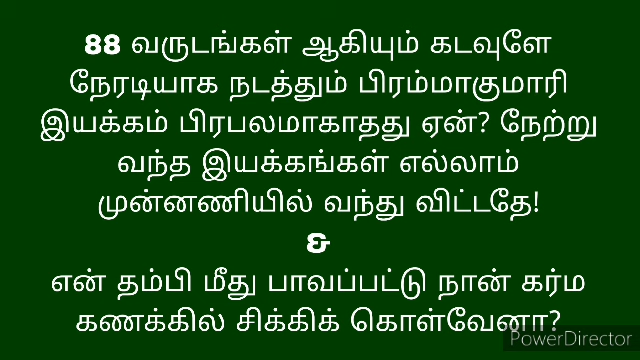 88 வருடங்கள் ஆகியும் கடவுளே
நேரடியாக நடத்தும் பிரம்மாகுமாரி
இயக்கம் பிரபலமாகாதது ஏன்? நேற்று
வந்த இயக்கங்கள் எல்லாம்
முன்னணியில் வந்து விட்டதே!
&
என் தம்பி மீது பாவப்பட்டு நான் கர்ம
கணக்கில் சிக்கிக் கொள்வேனா?
PowerDirector